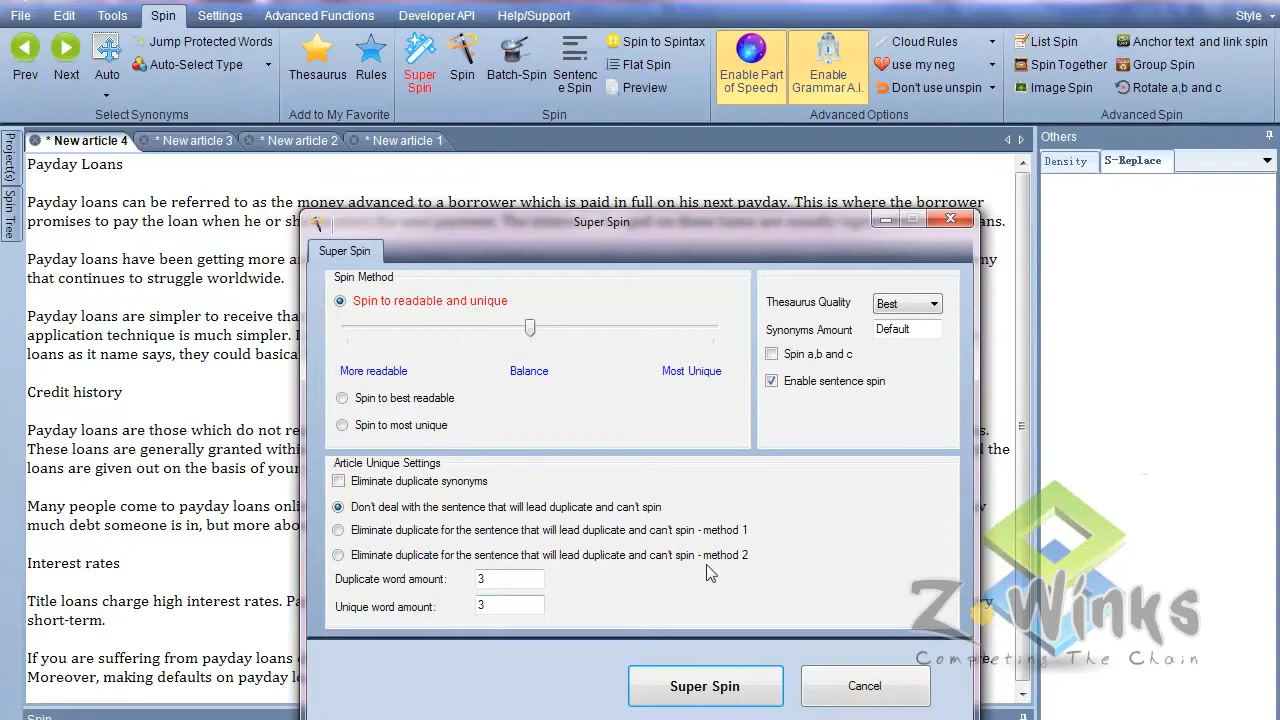 File Edit Tools Spin Settings Advanced Functions Developer API Help/Support Style
Prev Next Auto Jump Protected Words
Auto-Select Type
Select Synonyms
Thesaurus Rules
Add to My Favorite
Super Spin Spin Batch-Spin Sentence Spin
Spin to Spintax
Flat Spin
Preview
Spin
Enable Part of Speech
Enable Grammar A.I.
Cloud Rules
use my neg
Don't use unspin
Advanced Options
List Spin Anchor text and link spin
Spin Together Group Spin
Image Spin Rotate a,b and c
Advanced Spin
Project(s)
Spin Tree
* New article 4 * New article 3 * New article 2 * New article 1
Others
Density S-Replace
Payday Loans
Payday loans can be referred to as the money advanced to a borrower which is paid in full on his next payday. This is where the borrower
promises to pay the loan when he or
Payday loans have been getting more
that continues to struggle worldwide.
Payday loans are simpler to receive
application technique is much simpler.
loans as it name says, they could
Credit history
Payday loans are those which do not
These loans are generally granted the
loans are given out on the basis of
Many people come to payday loans
much debt someone is in, but more
Interest rates
Title loans charge high interest rates.
short-term.
If you are suffering from payday loans
Moreover, making defaults on payday
Super Spin
Super Spin
Spin Method
Spin to readable and unique
More readable Balance Most Unique
Spin to best readable
Spin to most unique
Thesaurus Quality Best
Synonyms Amount Default
Spin a,b and c
Enable sentence spin
Article Unique Settings
Eliminate duplicate synonyms
Don't deal with the sentence that will lead duplicate and can't spin
Eliminate duplicate for the sentence that will lead duplicate and can't spin - method 1
Eliminate duplicate for the sentence that will lead duplicate and can't spin - method 2
Duplicate word amount: 3
Unique word amount: 3
Super Spin Cancel
Z Winks
Competing The Chain
Spin